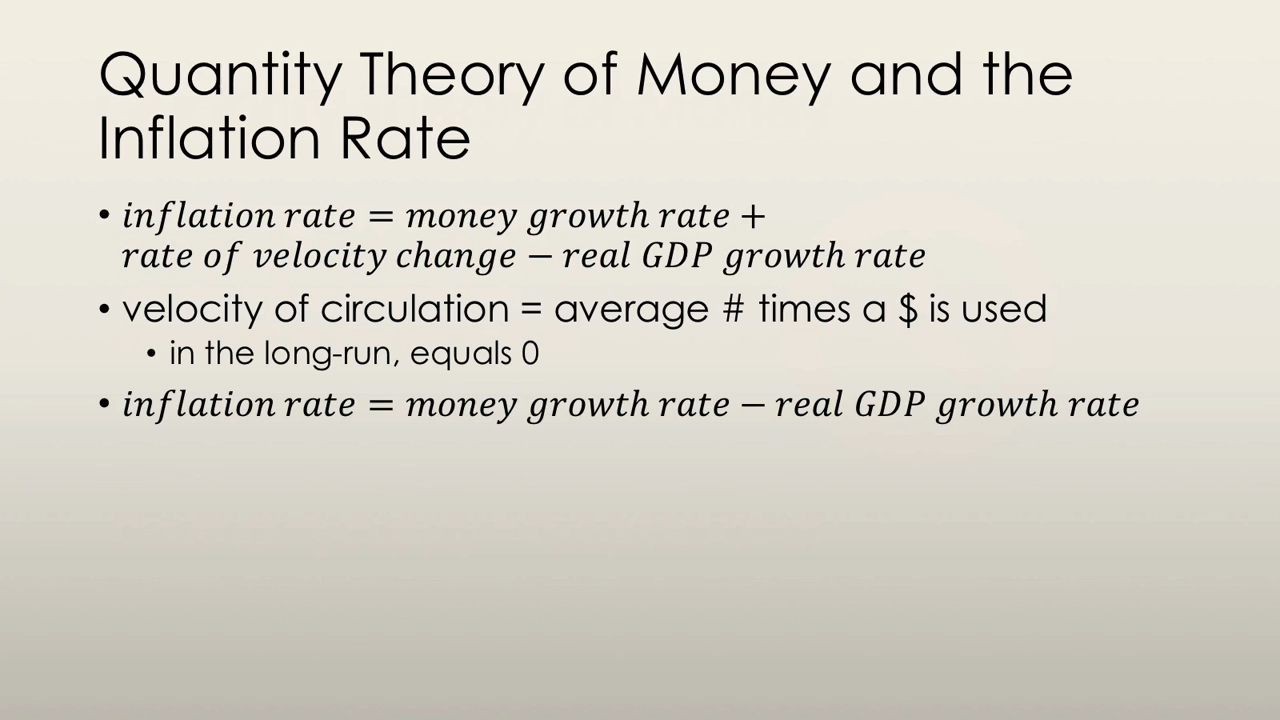 Quantity Theory of Money and the
Inflation Rate
• inflation rate = money growth rate +
rate of velocity change − real GDP growth rate
• velocity of circulation = average # times a $ is used
• in the long-run, equals 0
• inflation rate = money growth rate − real GDP growth rate